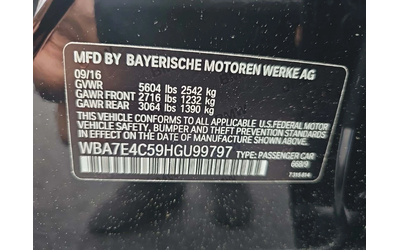 MFD BY BAYERISCHE MOTOREN WERKE AG
09/16
GVWR 5604 lbs 2542 kg
GAWR FRONT 2716 lbs 1232 kg
GAWR REAR 3064 lbs 1390 kg
THIS VEHICLE CONFORMS TO ALL APPLICABLE U.S. FEDERAL MOTOR
VEHICLE SAFETY, BUMPER, AND THEFT PREVENTION STANDARDS
IN EFFECT ON THE DATE OF MANUFACTURE SHOWN ABOVE.
WBA7E4C59HGU99797 TYPE: PASSENGER CAR
668/9